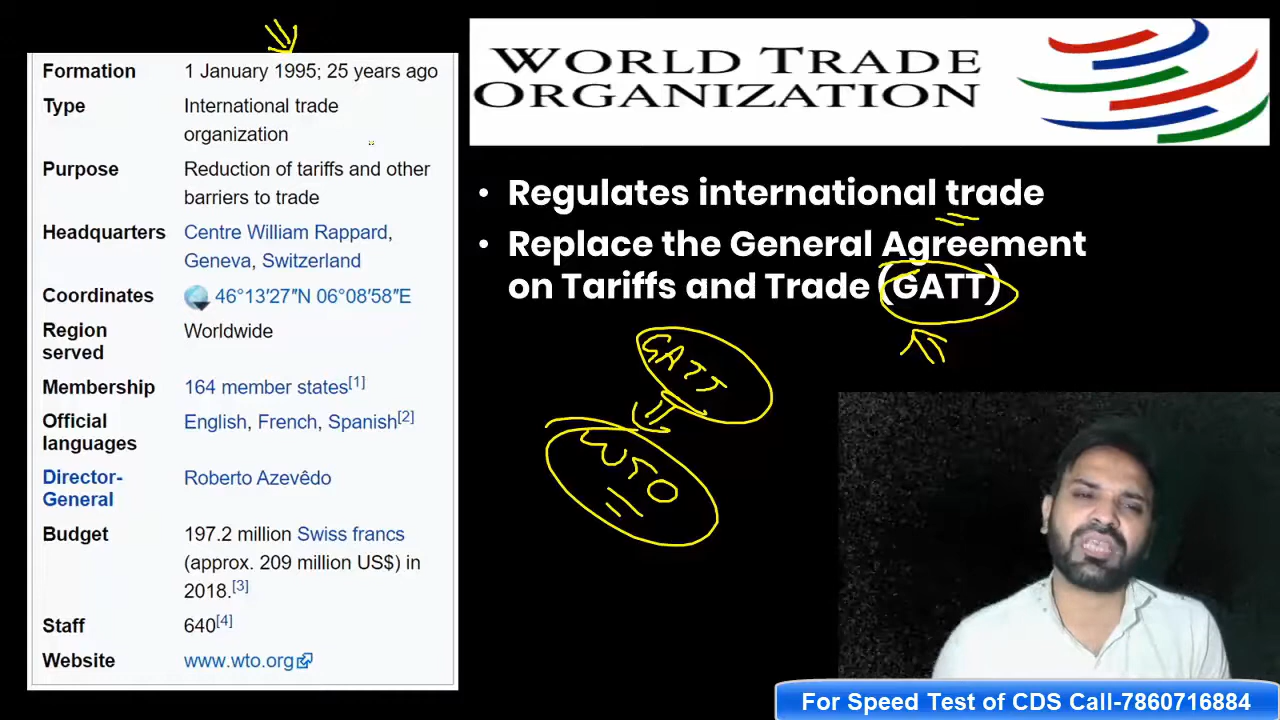 Formation 1 January 1995; 25 years ago
Type International trade
organization
Purpose Reduction of tariffs and other
barriers to trade
Headquarters Centre William Rappard,
Geneva, Switzerland
Coordinates 46°13′27″N 06°08′58″E
Region
served Worldwide
Membership 164 member states[1]
Official
languages English, French, Spanish[2]
Director-
General Roberto Azevêdo
Budget 197.2 million Swiss francs
(approx. 209 million US$) in
2018.[3]
Staff 640[4]
Website www.wto.org
WORLD TRADE
ORGANIZATION
• Regulates international trade
• Replace the General Agreement
on Tariffs and Trade (GATT)
GATT
WTO
For Speed Test of CDS Call-7860716884